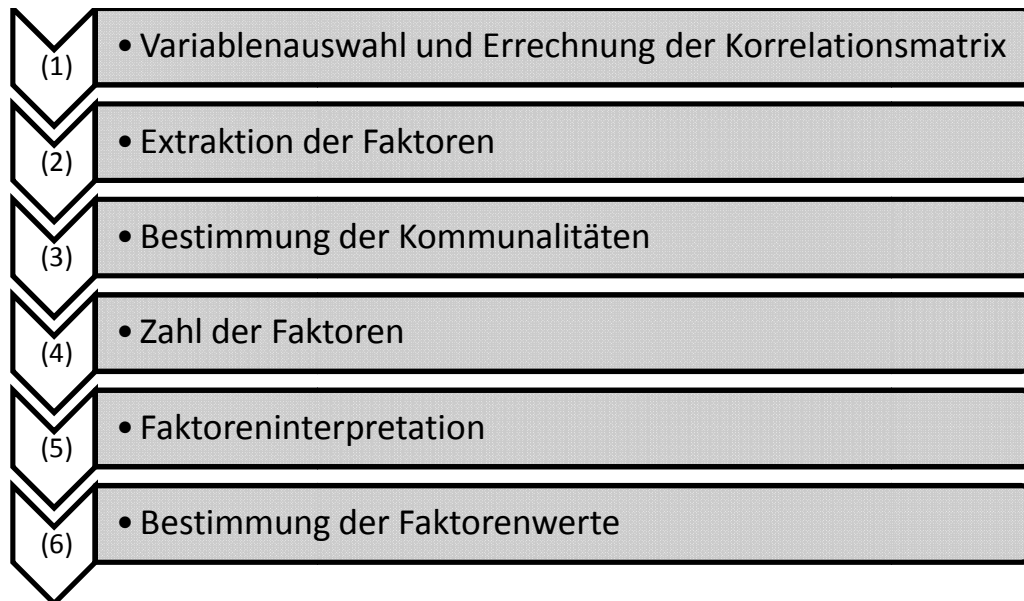 (1) • Variablenauswahl und Errechnung der Korrelationsmatrix
(2) • Extraktion der Faktoren
(3) • Bestimmung der Kommunalitäten
(4) • Zahl der Faktoren
(5) • Faktoreninterpretation
(6) • Bestimmung der Faktorenwerte